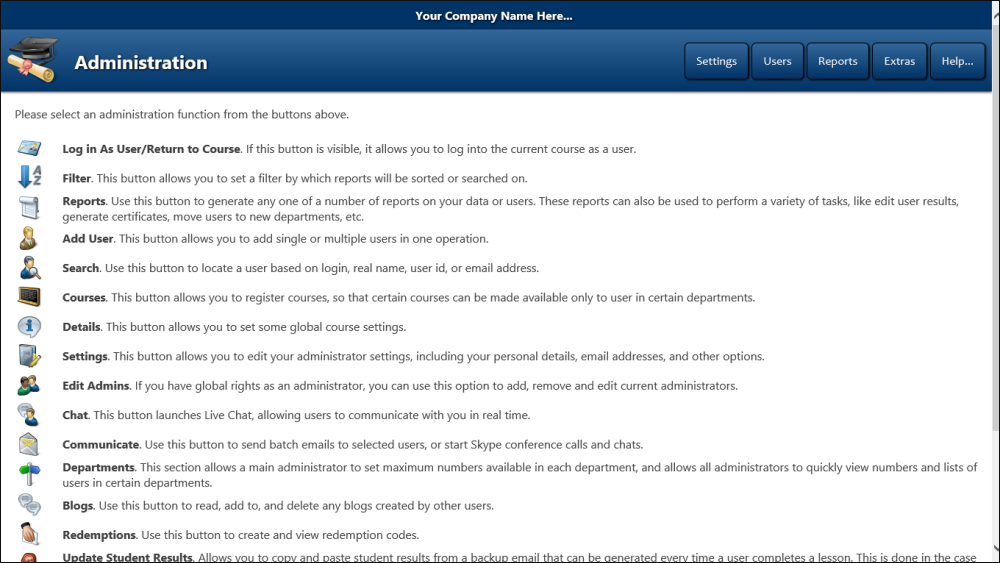 Your Company Name Here...
Administration
Settings
Users
Reports
Extras
Help...
Please select an administration function from the buttons above.
Log in As User/Return to Course. If this button is visible, it allows you to log into the current course as a user.
A
Z
Filter. This button allows you to set a filter by which reports will be sorted or searched on.
Reports. Use this button to generate any one of a number of reports on your data or users. These reports can also be used to perform a variety of tasks, like edit user results,
generate certificates, move users to new departments, etc.
Add User. This button allows you to add single or multiple users in one operation.
Search. Use this button to locate a user based on login, real name, user id, or email address.
Courses. This button allows you to register courses, so that certain courses can be made available only to user in certain departments.
Details. This button allows you to set some global course settings.
Settings. This button allows you to edit your administrator settings, including your personal details, email addresses, and other options.
Edit Admins. If you have global rights as an administrator, you can use this option to add, remove and edit current administrators.
Chat. This button launches Live Chat, allowing users to communicate with you in real time.
Communicate. Use this button to send batch emails to selected users, or start Skype conference calls and chats.
Departments. This section allows a main administrator to set maximum numbers available in each department, and allows all administrators to quickly view numbers and lists of
users in certain departments.
Blogs. Use this button to read, add to, and delete any blogs created by other users.
Redemptions. Use this button to create and view redemption codes.
Update Student Results. Allows you to copy and paste student results from a backup email that can be generated every time a user completes a lesson. This is done in the case